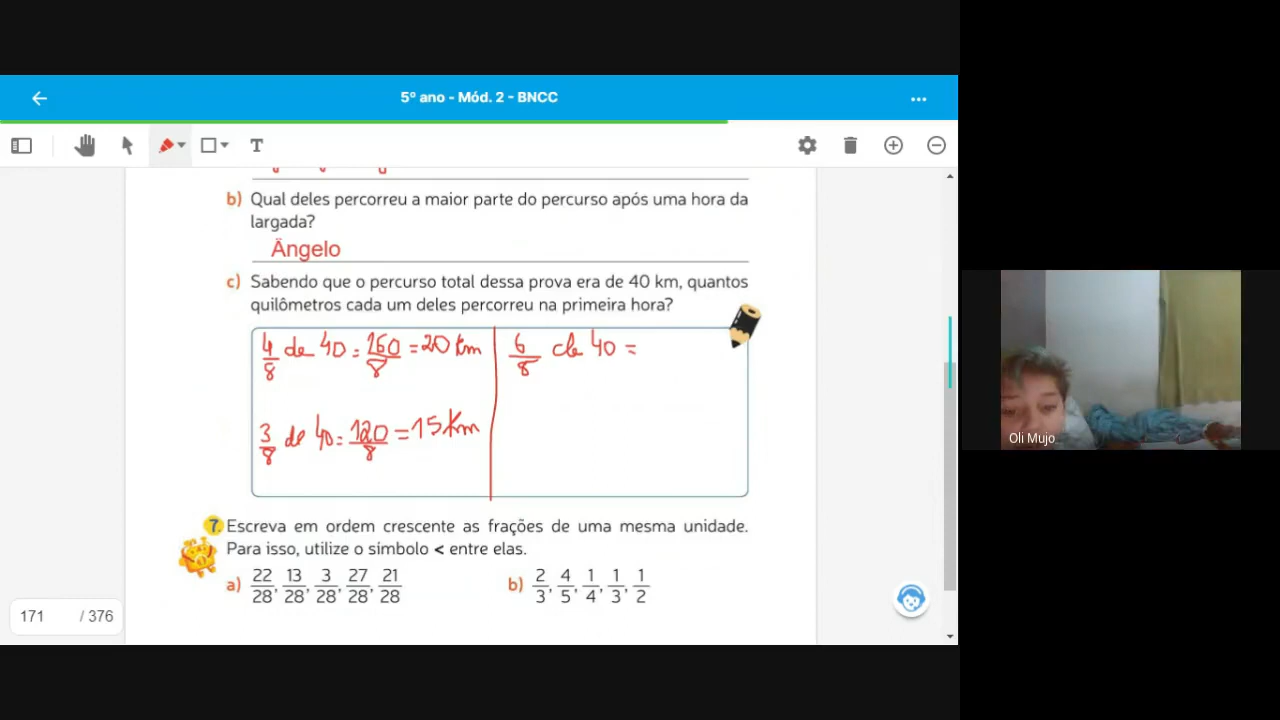 5º ano - Mód. 2 - BNCC
T
b) Qual deles percorreu a maior parte do percurso após uma hora da
largada?
Ängelo
c) Sabendo que o percurso total dessa prova era de 40 km, quantos
quilômetros cada um deles percorreu na primeira hora?
4/8 de 40 = 160/8 = 20 km
3/8 de 40 = 120/8 = 15 Km
6/8 de 40 =
7. Escreva em ordem crescente as frações de uma mesma unidade.
Para isso, utilize o símbolo < entre elas.
a) 22/28, 13/28, 3/28, 27/28, 21/28
b) 2/3, 4/5, 1/4, 1/3, 1/2
171 / 376
Oli Mujo